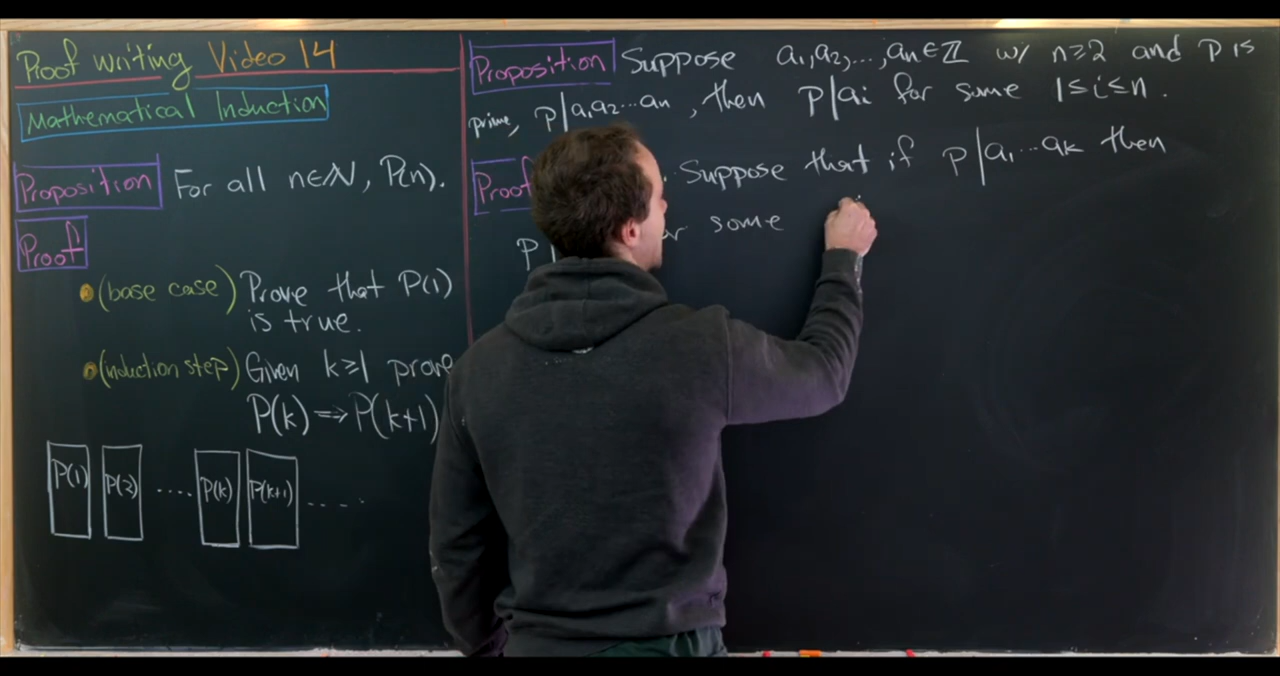 Proof writing Video 14
Mathematical Induction
Proposition For all n∈ℕ, P(n).
Proof
(base case) Prove that P(1)
is true.
(induction step) Given k≥1 prove
P(k) ⟹ P(k+1)
P(1) P(2) .... P(k) P(k+1) ....
Proposition Suppose a₁,a₂,...,aₙ∈ℤ w/ n≥2 and p is
prime, p|a₁a₂...aₙ, then p|aᵢ for some 1≤i≤n.
Proof Suppose that if p|a₁...aₖ then
p| some